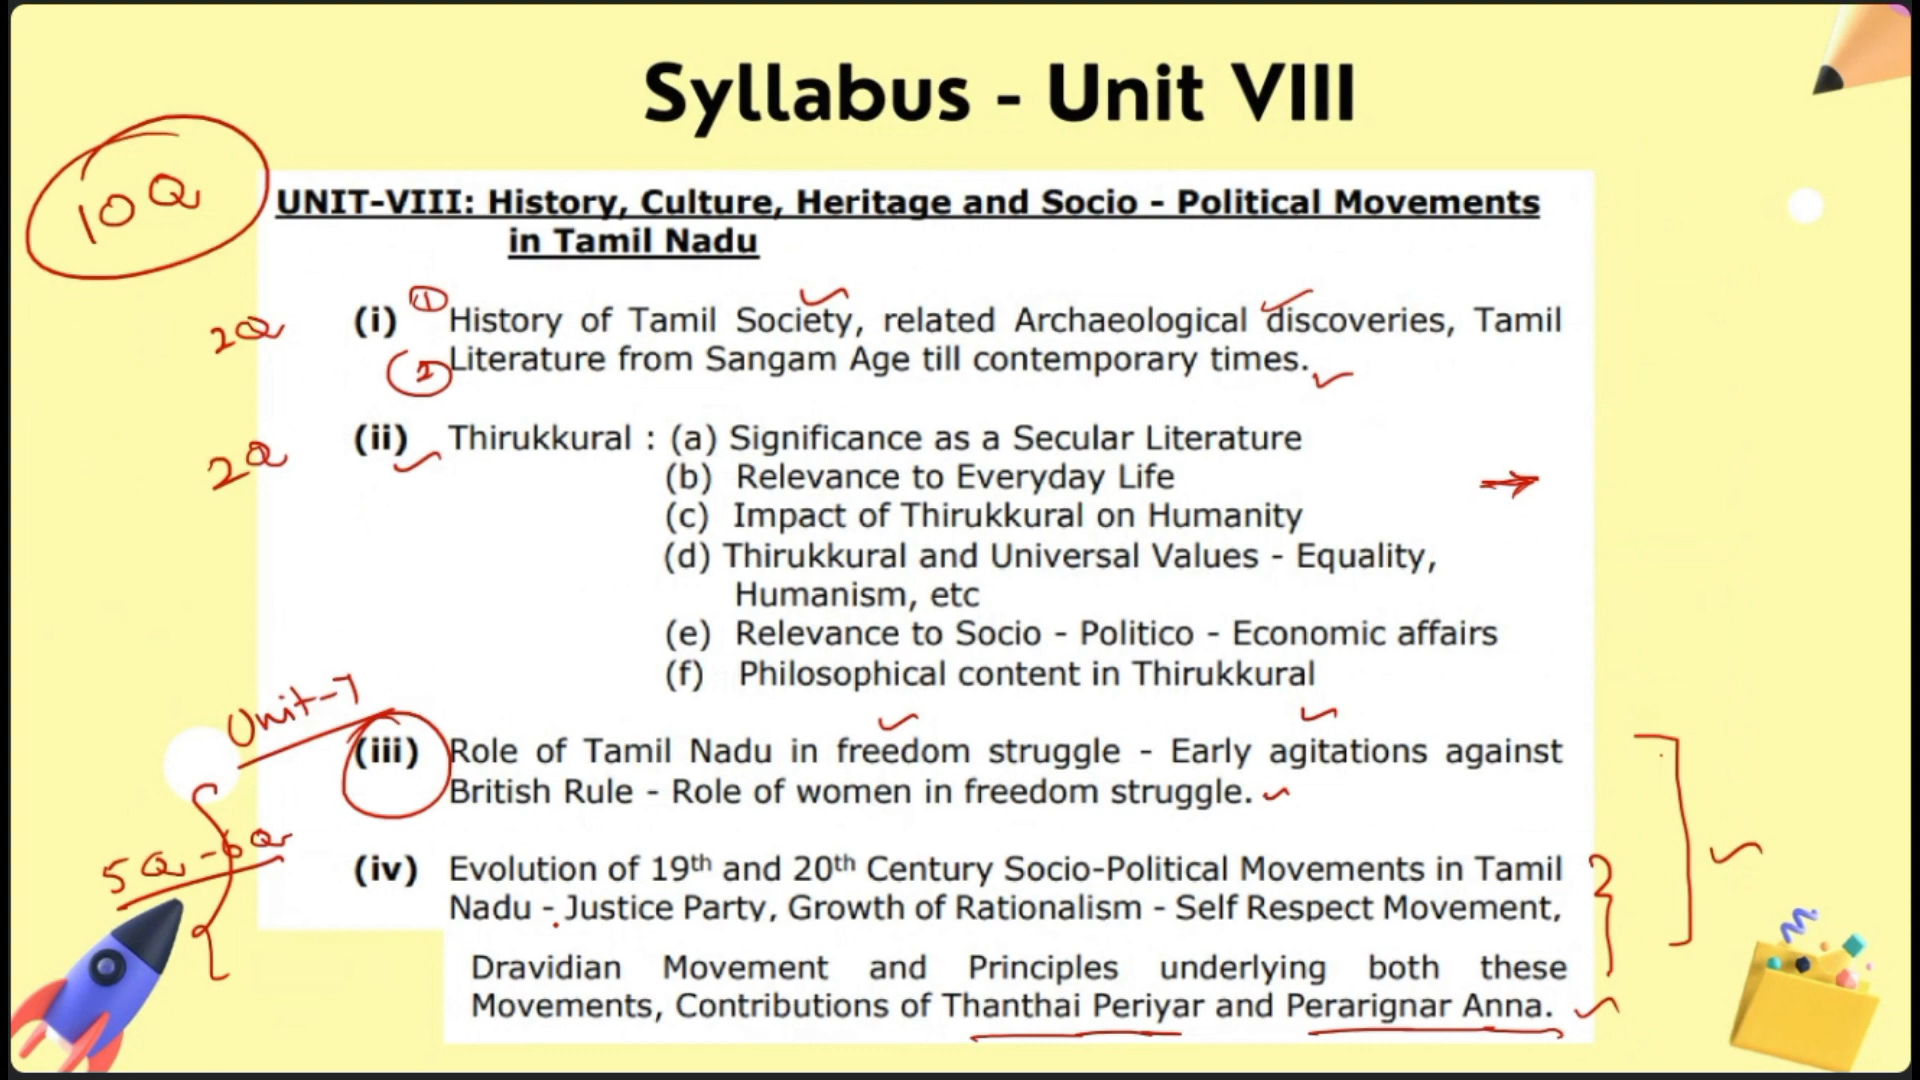 Syllabus - Unit VIII
10 Q
UNIT-VIII: History, Culture, Heritage and Socio - Political Movements
in Tamil Nadu
2Q (i) ① History of Tamil Society, related Archaeological discoveries, Tamil
② Literature from Sangam Age till contemporary times.
2Q (ii) Thirukkural : (a) Significance as a Secular Literature
(b) Relevance to Everyday Life
(c) Impact of Thirukkural on Humanity
(d) Thirukkural and Universal Values - Equality,
Humanism, etc
(e) Relevance to Socio - Politico - Economic affairs
(f) Philosophical content in Thirukkural
Unit-7
(iii) Role of Tamil Nadu in freedom struggle - Early agitations against
British Rule - Role of women in freedom struggle.
5Q - 6Q
(iv) Evolution of 19th and 20th Century Socio-Political Movements in Tamil
Nadu - Justice Party, Growth of Rationalism - Self Respect Movement,
Dravidian Movement and Principles underlying both these
Movements, Contributions of Thanthai Periyar and Perarignar Anna.